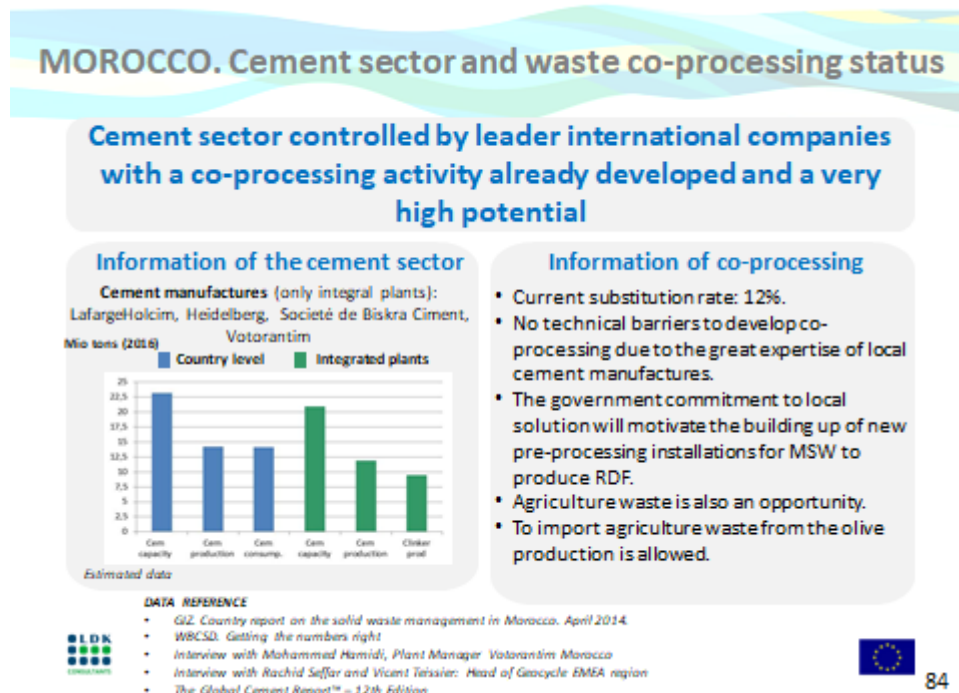 MOROCCO. Cement sector and waste co-processing status
Cement sector controlled by leader international companies
with a co-processing activity already developed and a very
high potential
Information of the cement sector
Cement manufactures (only integral plants):
LafargeHolcim, Heidelberg, Societé de Biskra Ciment,
Votorantim
Mio tons (2016)
Country level
Integrated plants
25
22,5
20
17,5
15
12,5
10
7,5
5
2,5
0
Cem capacity
Cem production
Cem consump.
Cem capacity
Cem production
Clinker prod
Estimated data
Information of co-processing
• Current substitution rate: 12%.
• No technical barriers to develop co-
processing due to the great expertise of local
cement manufactures.
• The government commitment to local
solution will motivate the building up of new
pre-processing installations for MSW to
produce RDF.
• Agriculture waste is also an opportunity.
• To import agriculture waste from the olive
production is allowed.
DATA REFERENCE
• GIZ. Country report on the solid waste management in Morocco. April 2014.
• WBCSD. Getting the numbers right
• Interview with Mohammed Hamidi, Plant Manager Votorantim Morocco
• Interview with Rachid Seffar and Vicent Teissier: Head of Geocycle EMEA region
• The Global Cement Report™ – 12th Edition
LDK
CONSULTANTS
84